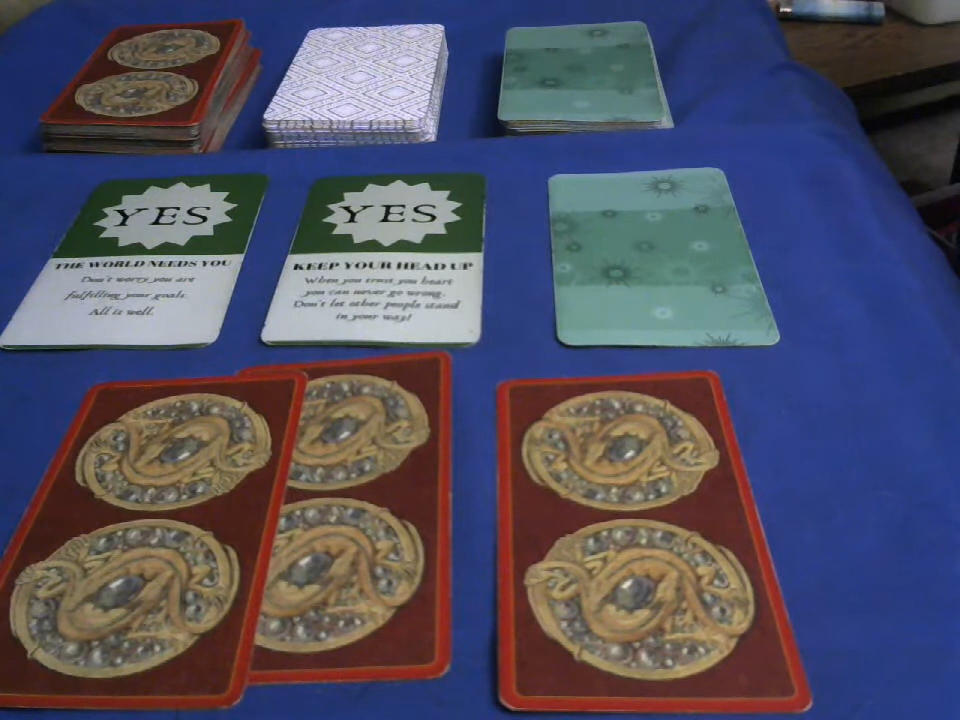 YES
THE WORLD NEEDS YOU
Don't worry you are
fulfilling your goals.
All is well.
YES
KEEP YOUR HEAD UP
When you trust you heart
you can never go wrong.
Don't let other people stand
in your way!